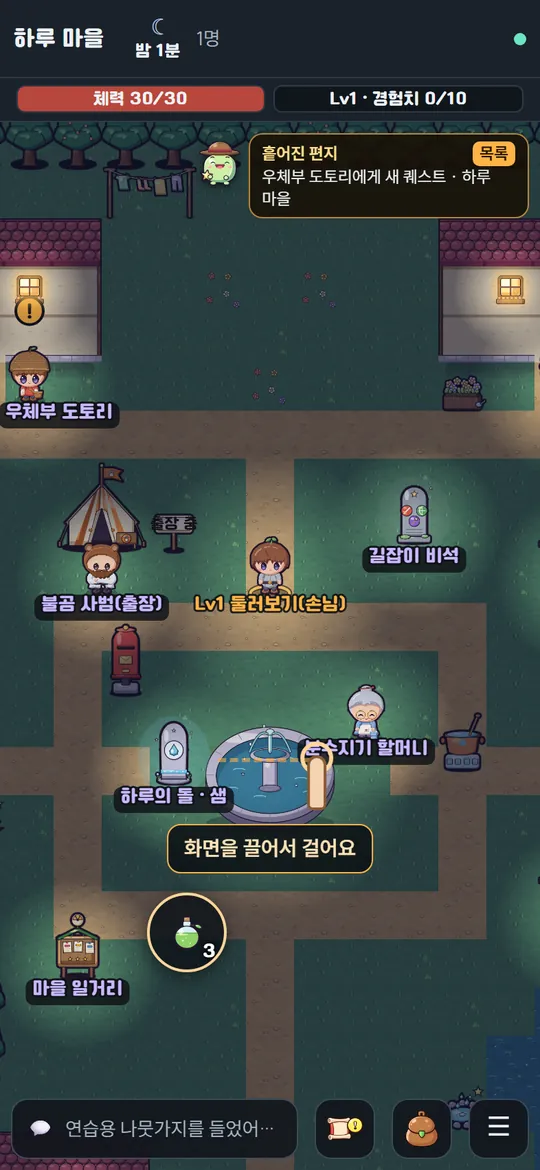 하루 마을
밤 1분
1명
체력 30/30
Lv1 · 경험치 0/10
흩어진 편지
목록
우체부 도토리에게 새 퀘스트 · 하루
마을
!
우체부 도토리
출장 중
불곰 사범(출장)
Lv1 둘러보기(손님)
길잡이 비석
분수지기 할머니
하루의 돌 · 샘
화면을 끌어서 걸어요
3
마을 일거리
연습용 나뭇가지를 들었어…